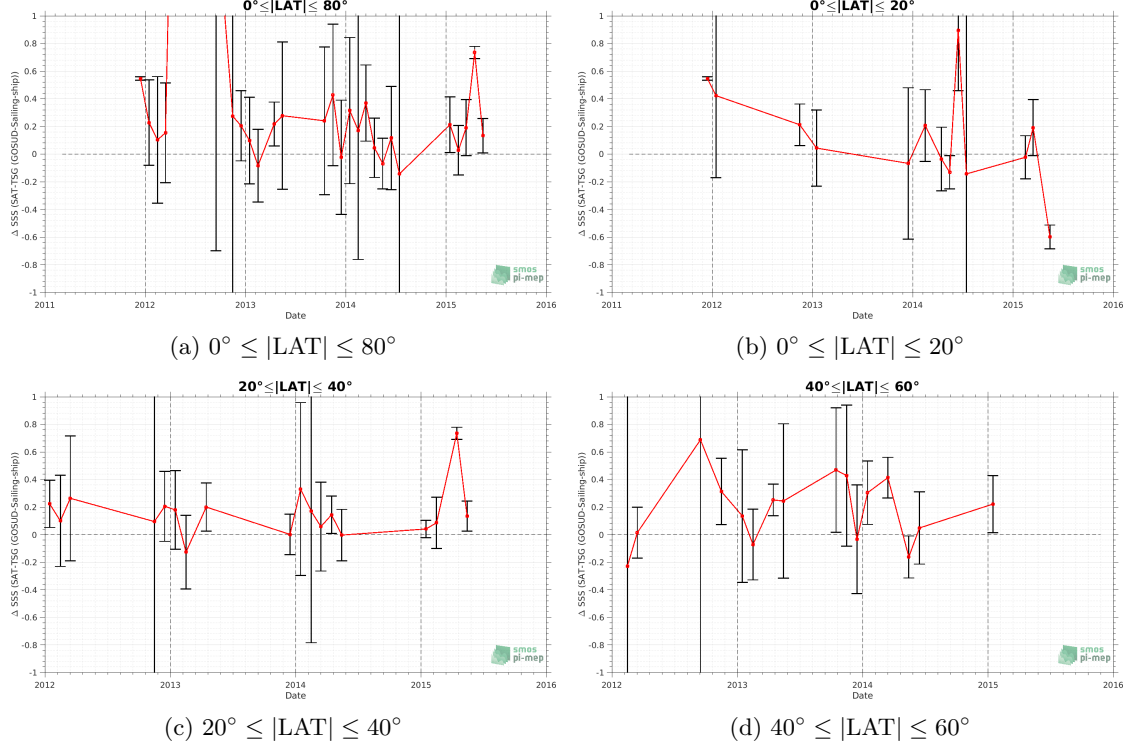 0°≤|LAT|≤ 80°
1
0.8
0.6
0.4
0.2
0
-0.2
-0.4
-0.6
-0.8
-1
Δ SSS (SAT-TSG (GOSUD-Sailing-ship))
2011
2012
2013
2014
2015
2016
Date
smos
pi-mep
(a) 0° ≤ |LAT| ≤ 80°
0°≤|LAT|≤ 20°
1
0.8
0.6
0.4
0.2
0
-0.2
-0.4
-0.6
-0.8
-1
Δ SSS (SAT-TSG (GOSUD-Sailing-ship))
2011
2012
2013
2014
2015
2016
Date
smos
pi-mep
(b) 0° ≤ |LAT| ≤ 20°
20°≤|LAT|≤ 40°
1
0.8
0.6
0.4
0.2
0
-0.2
-0.4
-0.6
-0.8
-1
Δ SSS (SAT-TSG (GOSUD-Sailing-ship))
2012
2013
2014
2015
2016
Date
smos
pi-mep
(c) 20° ≤ |LAT| ≤ 40°
40°≤|LAT|≤ 60°
1
0.8
0.6
0.4
0.2
0
-0.2
-0.4
-0.6
-0.8
-1
Δ SSS (SAT-TSG (GOSUD-Sailing-ship))
2012
2013
2014
2015
2016
Date
smos
pi-mep
(d) 40° ≤ |LAT| ≤ 60°